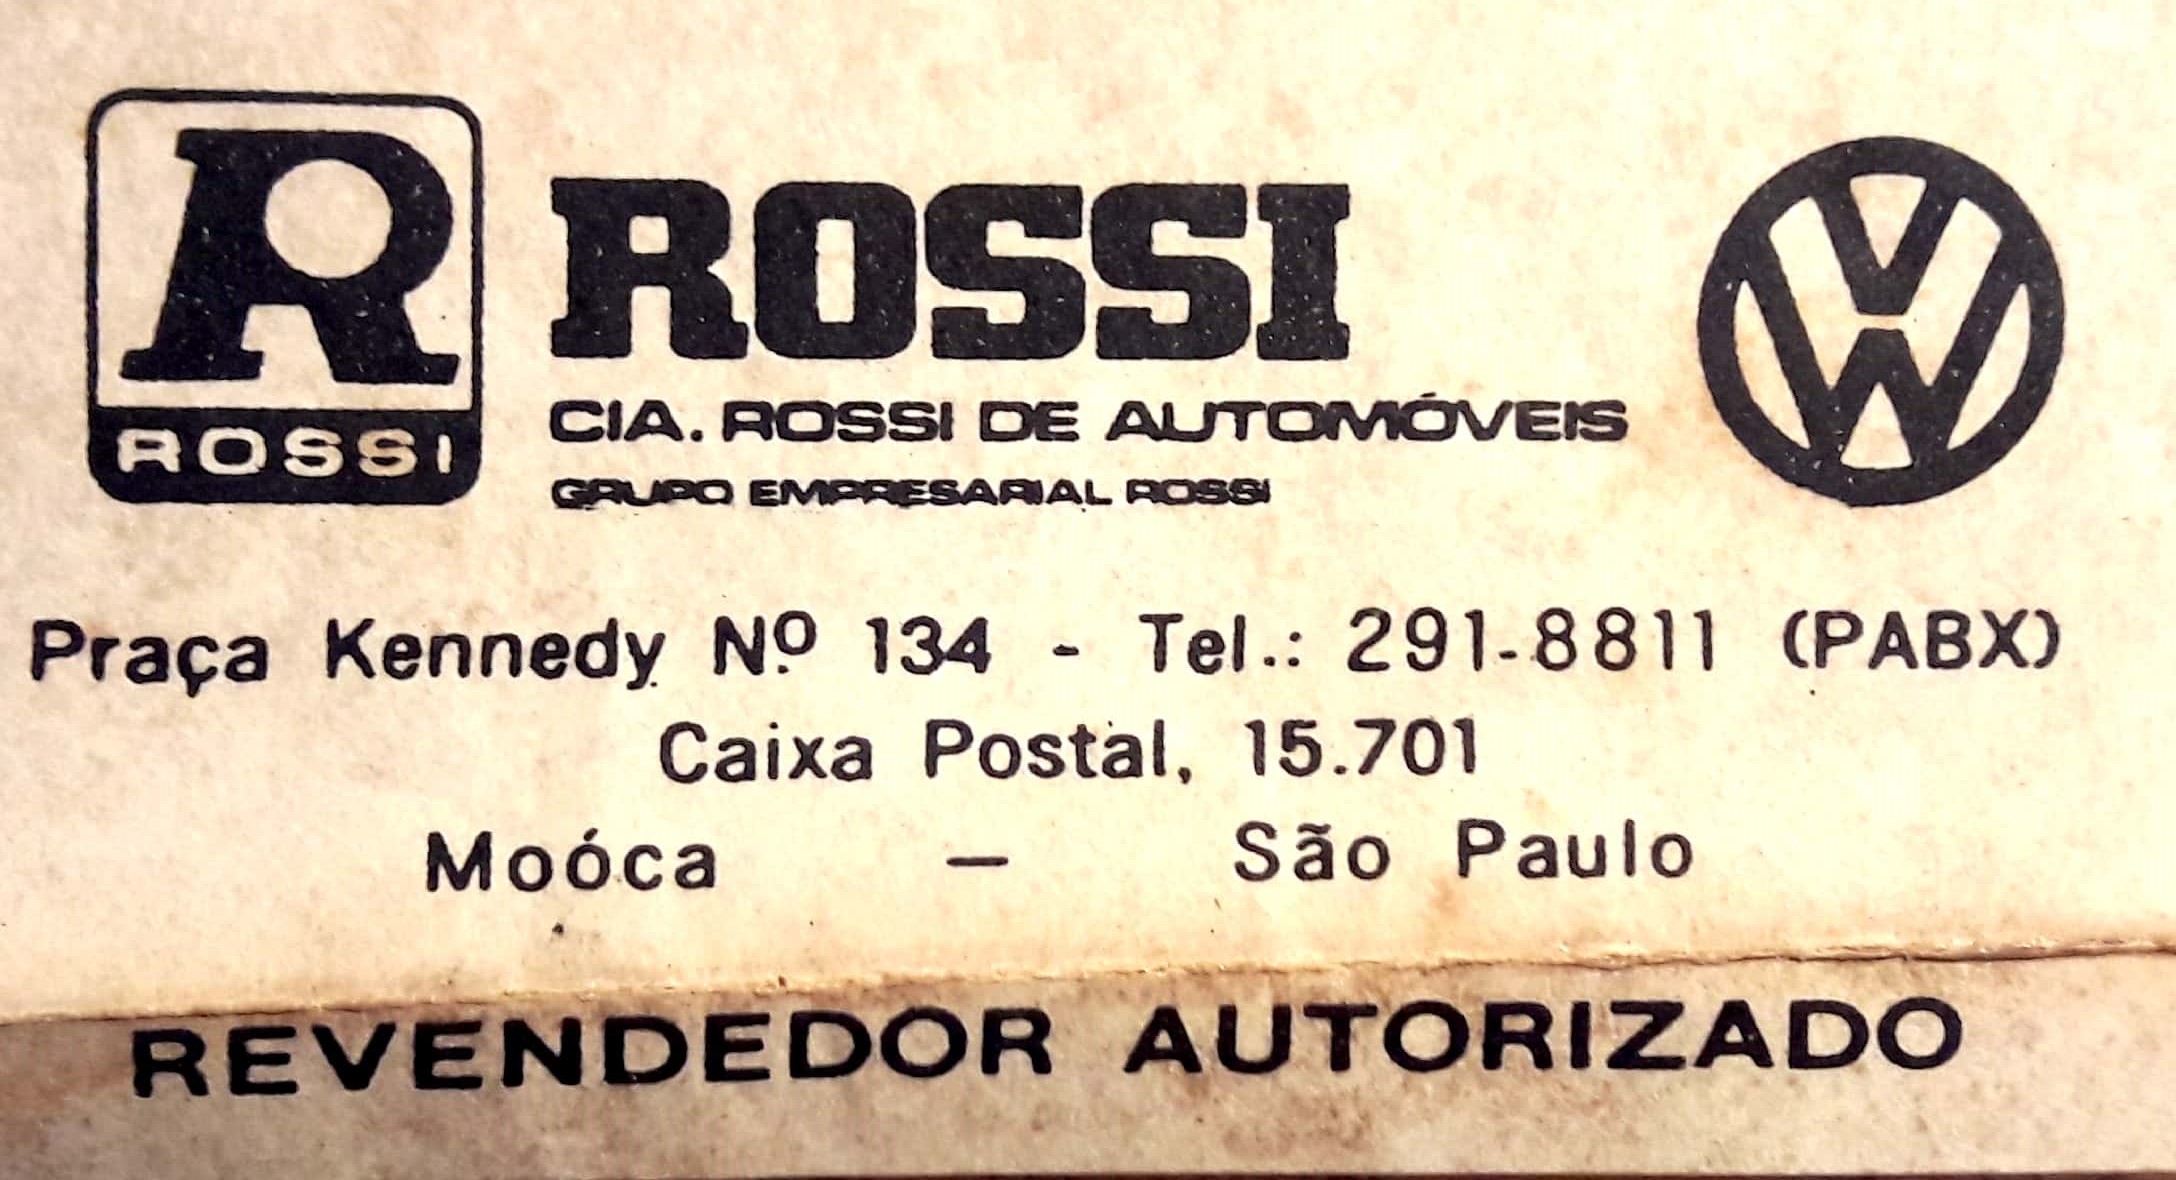 R
ROSSI
ROSSI
CIA. ROSSI DE AUTOMÓVEIS
GRUPO EMPRESARIAL ROSSI
VW
Praça Kennedy Nº 134 - Tel.: 291-8811 (PABX)
Caixa Postal, 15.701
Moóca — São Paulo
REVENDEDOR AUTORIZADO